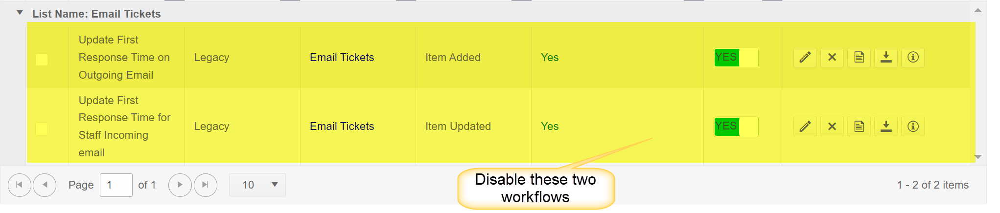 List Name: Email Tickets
Update First
Response Time on
Outgoing Email
Legacy
Email Tickets
Item Added
Yes
YES
Update First
Response Time for
Staff Incoming
email
Legacy
Email Tickets
Item Updated
Yes
YES
Disable these two
workflows
Page 1 of 1
10
1 - 2 of 2 items